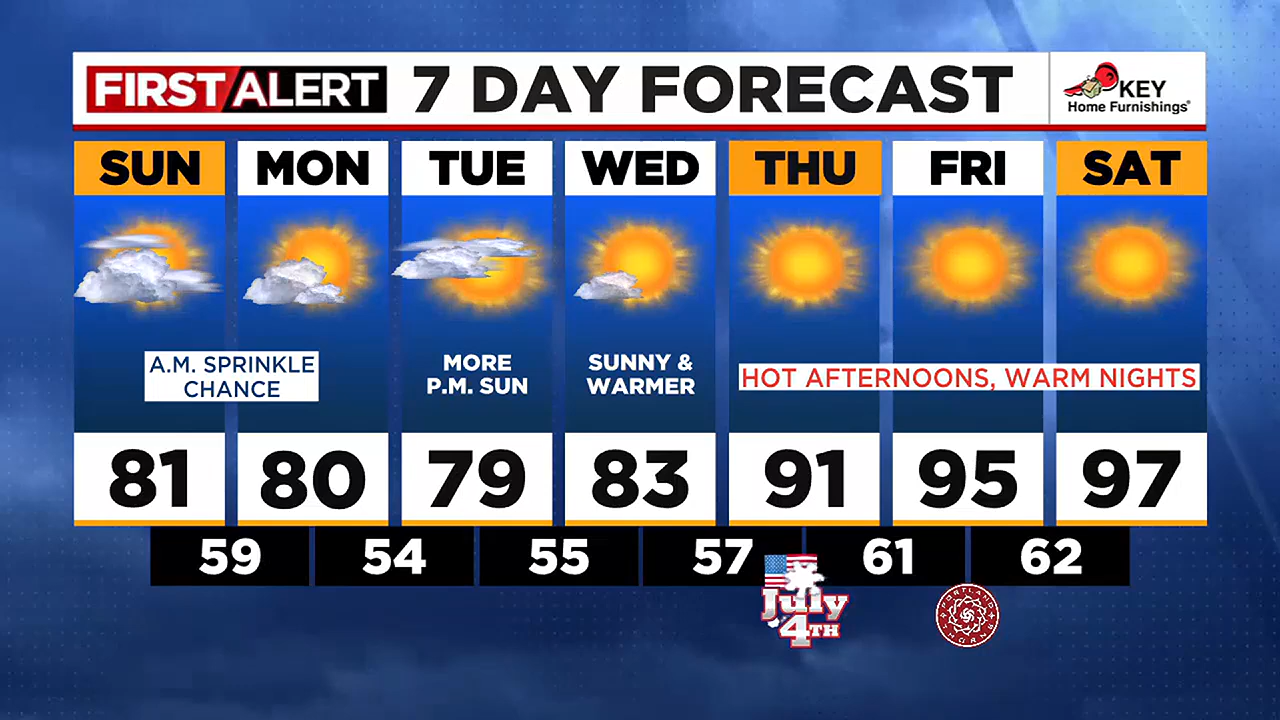 FIRST ALERT 7 DAY FORECAST
KEY
Home Furnishings®
SUN MON TUE WED THU FRI SAT
A.M. SPRINKLE
CHANCE
MORE
P.M. SUN
SUNNY &
WARMER
HOT AFTERNOONS, WARM NIGHTS
81 80 79 83 91 95 97
59 54 55 57 61 62
July
4TH
PORTLAND
THORNS